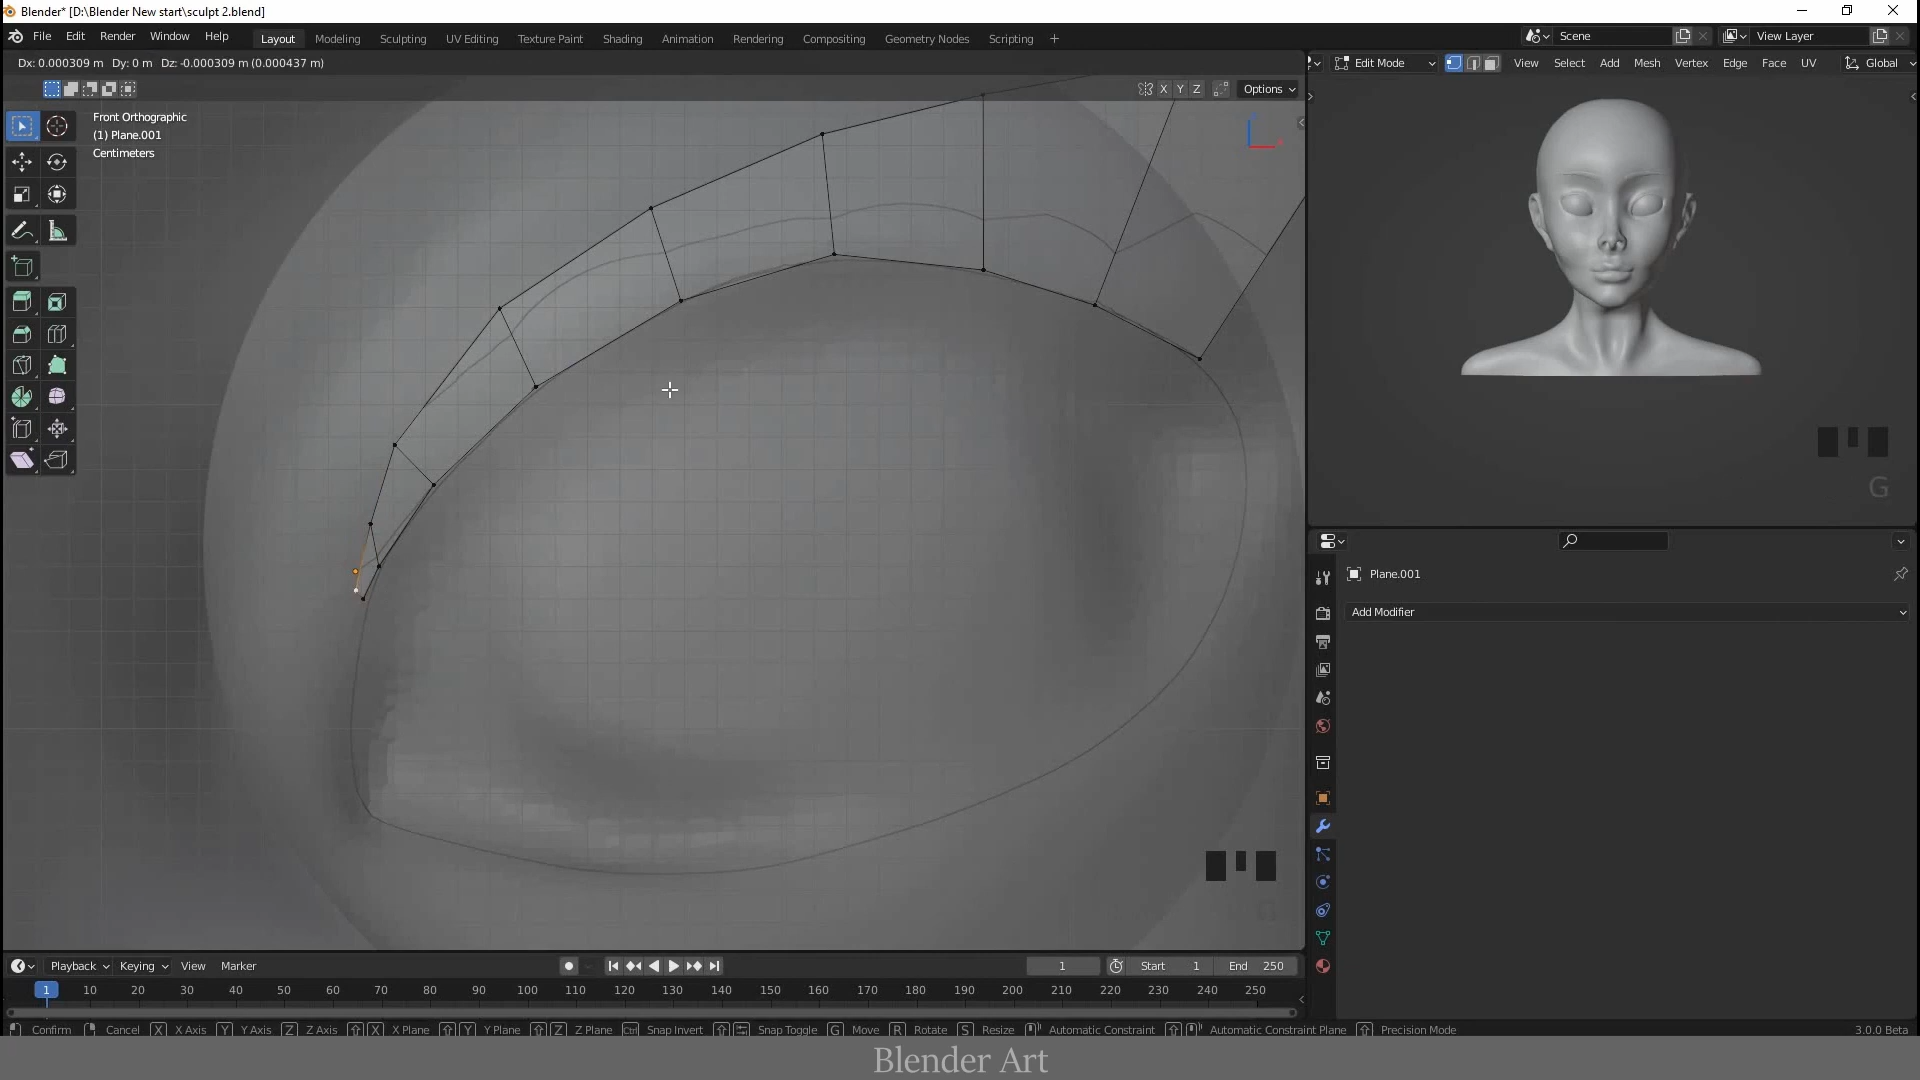 Blender* [D:\Blender New start\sculpt 2.blend]
File Edit Render Window Help Layout Modeling Sculpting UV Editing Texture Paint Shading Animation Rendering Compositing Geometry Nodes Scripting + Scene View Layer
Dx: 0.000309 m Dy: 0 m Dz: -0.000309 m (0.000437 m) Edit Mode View Select Add Mesh Vertex Edge Face UV Global
X Y Z Options
Front Orthographic
(1) Plane.001
Centimeters
G
Plane.001
Add Modifier
G
Playback Keying View Marker 1 Start 1 End 250
1 10 20 30 40 50 60 70 80 90 100 110 120 130 140 150 160 170 180 190 200 210 220 230 240 250
Confirm Cancel X X Axis Y Y Axis Z Z Axis X X Plane Y Y Plane Z Z Plane Ctrl Snap Invert Snap Toggle G Move R Rotate S Resize Automatic Constraint Automatic Constraint Plane Precision Mode 3.0.0 Beta
Blender Art